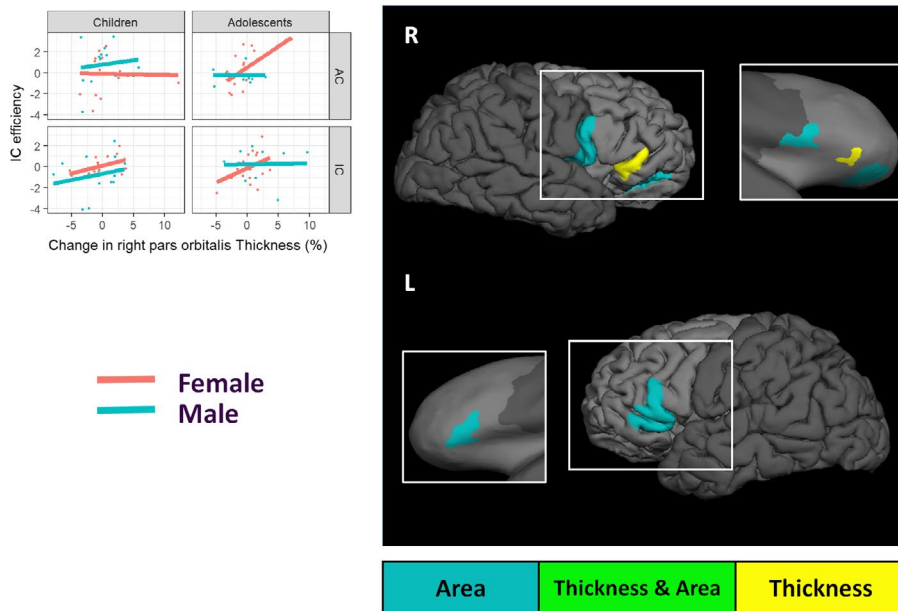 Children Adolescents
2
0
-2
-4
AC
2
0
-2
-4
IC
IC efficiency
-5 0 5 10 -5 0 5 10
Change in right pars orbitalis Thickness (%)
Female
Male
R
L
Area Thickness & Area Thickness